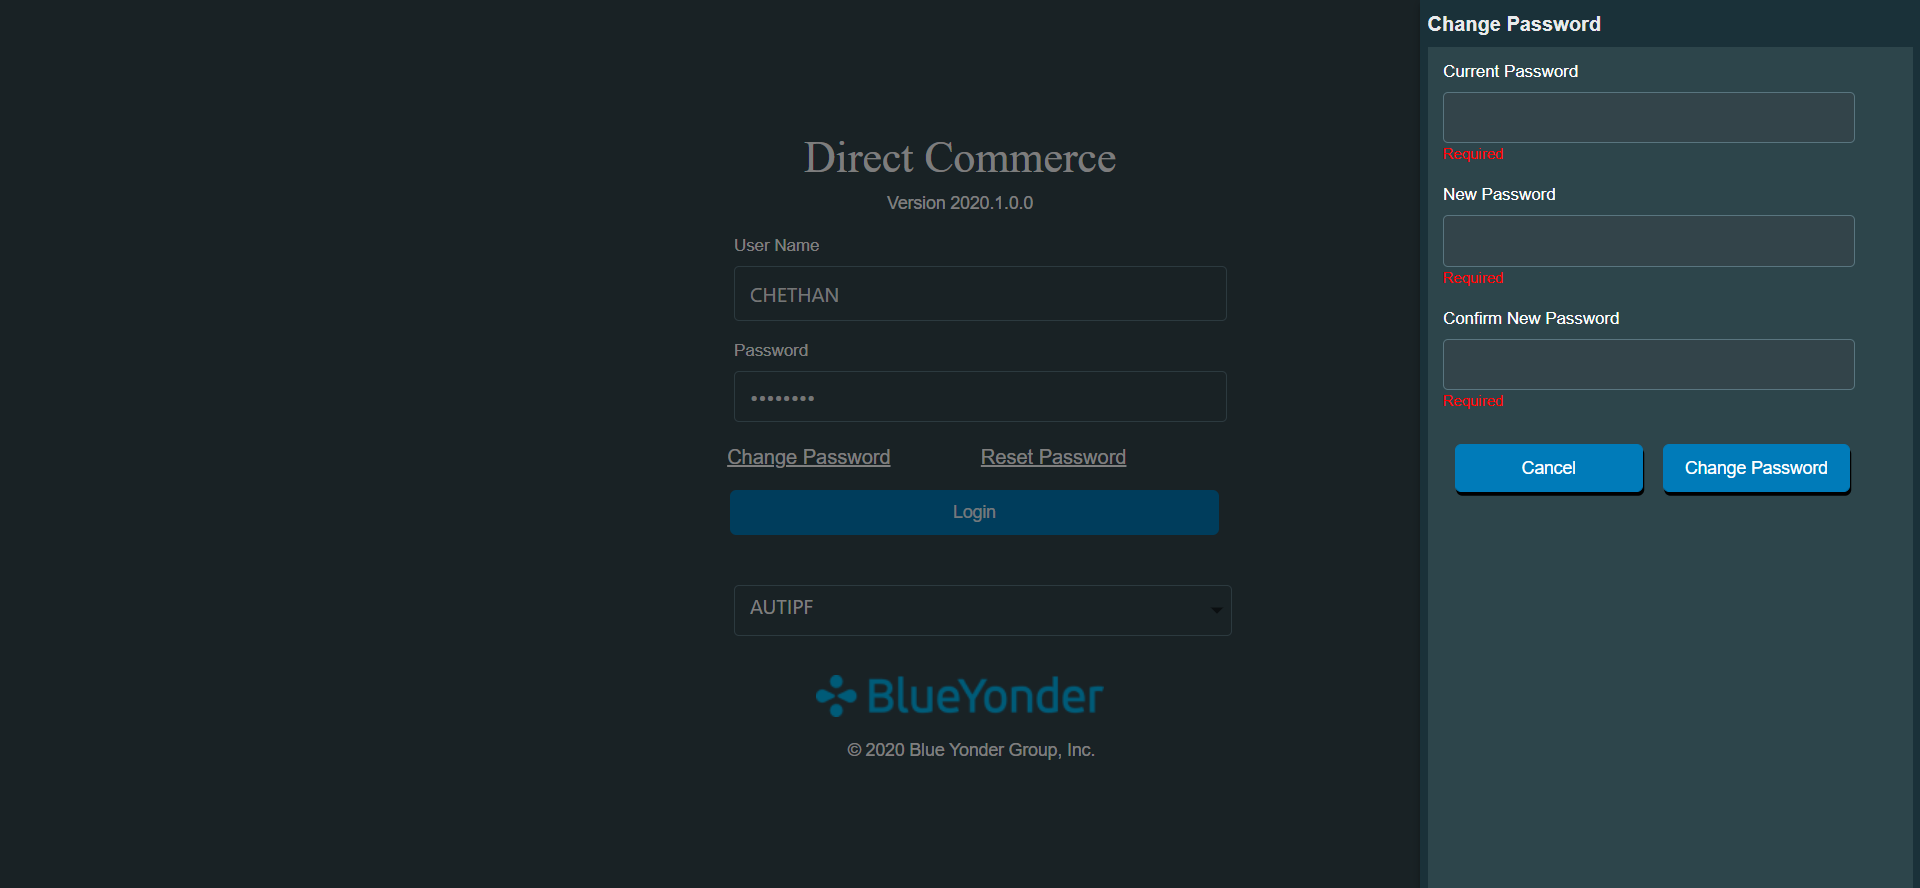 Direct Commerce
Version 2020.1.0.0
User Name
CHETHAN
Password
••••••••
Change Password
Reset Password
Login
AUTIPF
BlueYonder
© 2020 Blue Yonder Group, Inc.
Change Password
Current Password
Required
New Password
Required
Confirm New Password
Required
Cancel
Change Password